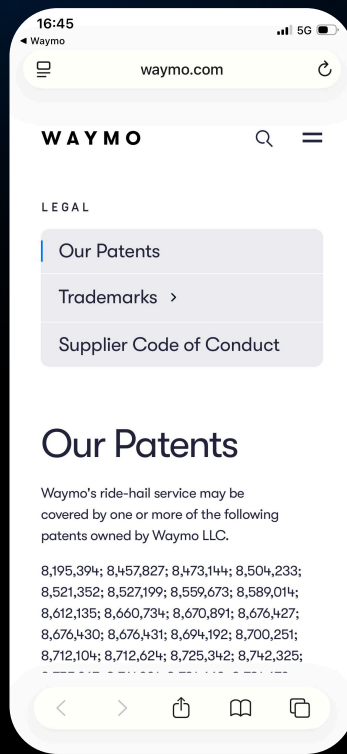 16:45
5G
◀ Waymo
waymo.com
WAYMO
LEGAL
Our Patents
Trademarks >
Supplier Code of Conduct
Our Patents
Waymo's ride-hail service may be
covered by one or more of the following
patents owned by Waymo LLC.
8,195,394; 8,457,827; 8,473,144; 8,504,233;
8,521,352; 8,527,199; 8,559,673; 8,589,014;
8,612,135; 8,660,734; 8,670,891; 8,676,427;
8,676,430; 8,676,431; 8,694,192; 8,700,251;
8,712,104; 8,712,624; 8,725,342; 8,742,325;